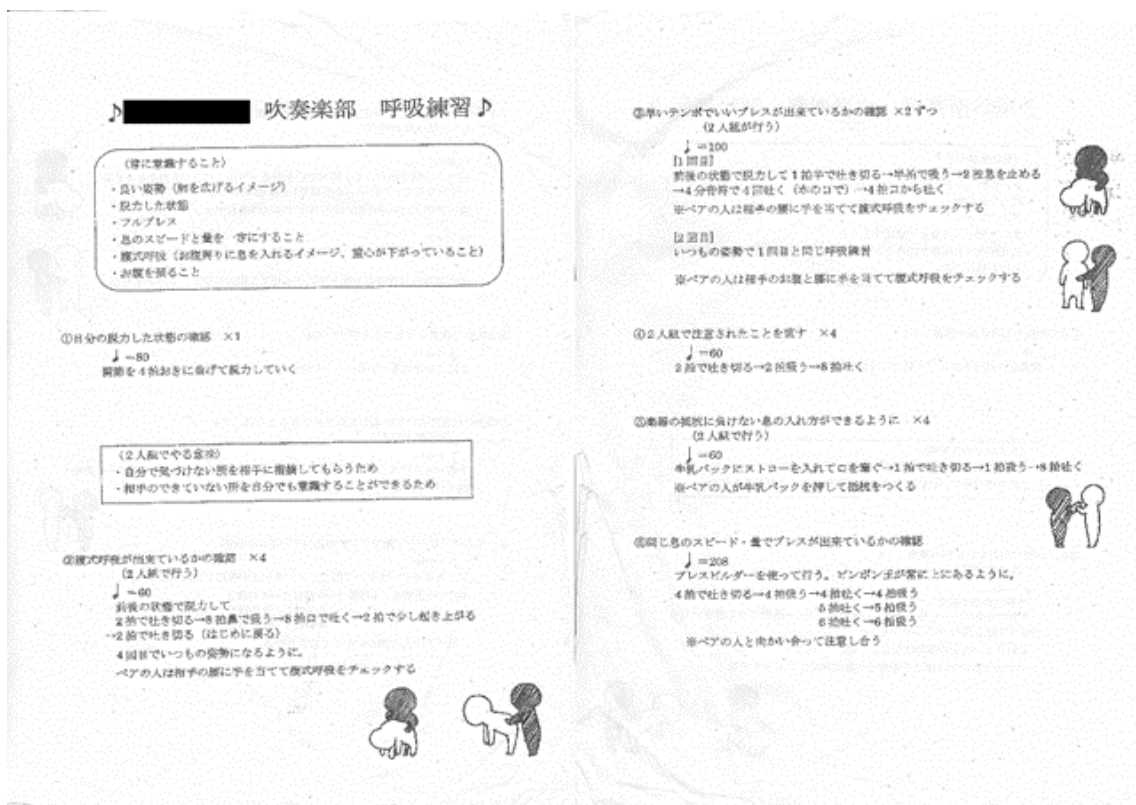 ♪ 吹奏楽部 呼吸練習♪
(常に意識すること)
・良い姿勢(胸を広げるイメージ)
・脱力した状態
・フルブレス
・息のスピードと量を一定にすること
・腹式呼吸(お腹周りに息を入れるイメージ、重心が下がっていること)
・お腹を張ること
①自分の脱力した状態の確認 ×1
♩=80
関節を4拍おきに曲げて脱力していく
(2人組でやる意味)
・自分で気づけない所を相手に指摘してもらうため
・相手のできていない所を自分でも意識することができるため
②腹式呼吸が出来ているかの確認 ×4
(2人組で行う)
♩=60
前後の状態で脱力して
2拍で吐き切る→8拍鼻で吸う→8拍口で吐く→2拍で少し起き上がる
→2拍で吐き切る(はじめに戻る)
4回目でいつもの姿勢になるように。
ペアの人は相手の腰に手を当てて腹式呼吸をチェックする
③早いテンポでいいブレスが出来ているかの確認 ×2ずつ
(2人組が行う)
♩=100
[1回目]
前後の状態で脱力して1拍半で吐き切る→半拍で吸う→2拍息を止める
→4分音符で4回吐く(水の口で)→4拍口から吐く
※ペアの人は相手の腰に手を当てて腹式呼吸をチェックする
[2回目]
いつもの姿勢で1回目と同じ呼吸練習
※ペアの人は相手のお腹と腰に手を当てて腹式呼吸をチェックする
④2人組で注意されたことを直す ×4
♩=60
2拍で吐き切る→2拍吸う→8拍吐く
⑤楽器の抵抗に負けない息の入れ方ができるように ×4
(2人組で行う)
♩=60
牛乳パックにストローを入れて口を塞ぐ→1拍で吐き切る→1拍吸う→8拍吐く
※ペアの人が牛乳パックを押して抵抗をつくる
⑥同じ息のスピード・量でブレスが出来ているかの確認
♩=208
ブレスビルダーを使って行う。ピンポン玉が常に上にあるように。
4拍で吐き切る→4拍吸う→4拍吐く→4拍吸う
5拍吐く→5拍吸う
6拍吐く→6拍吸う
※ペアの人と向かい合って注意し合う